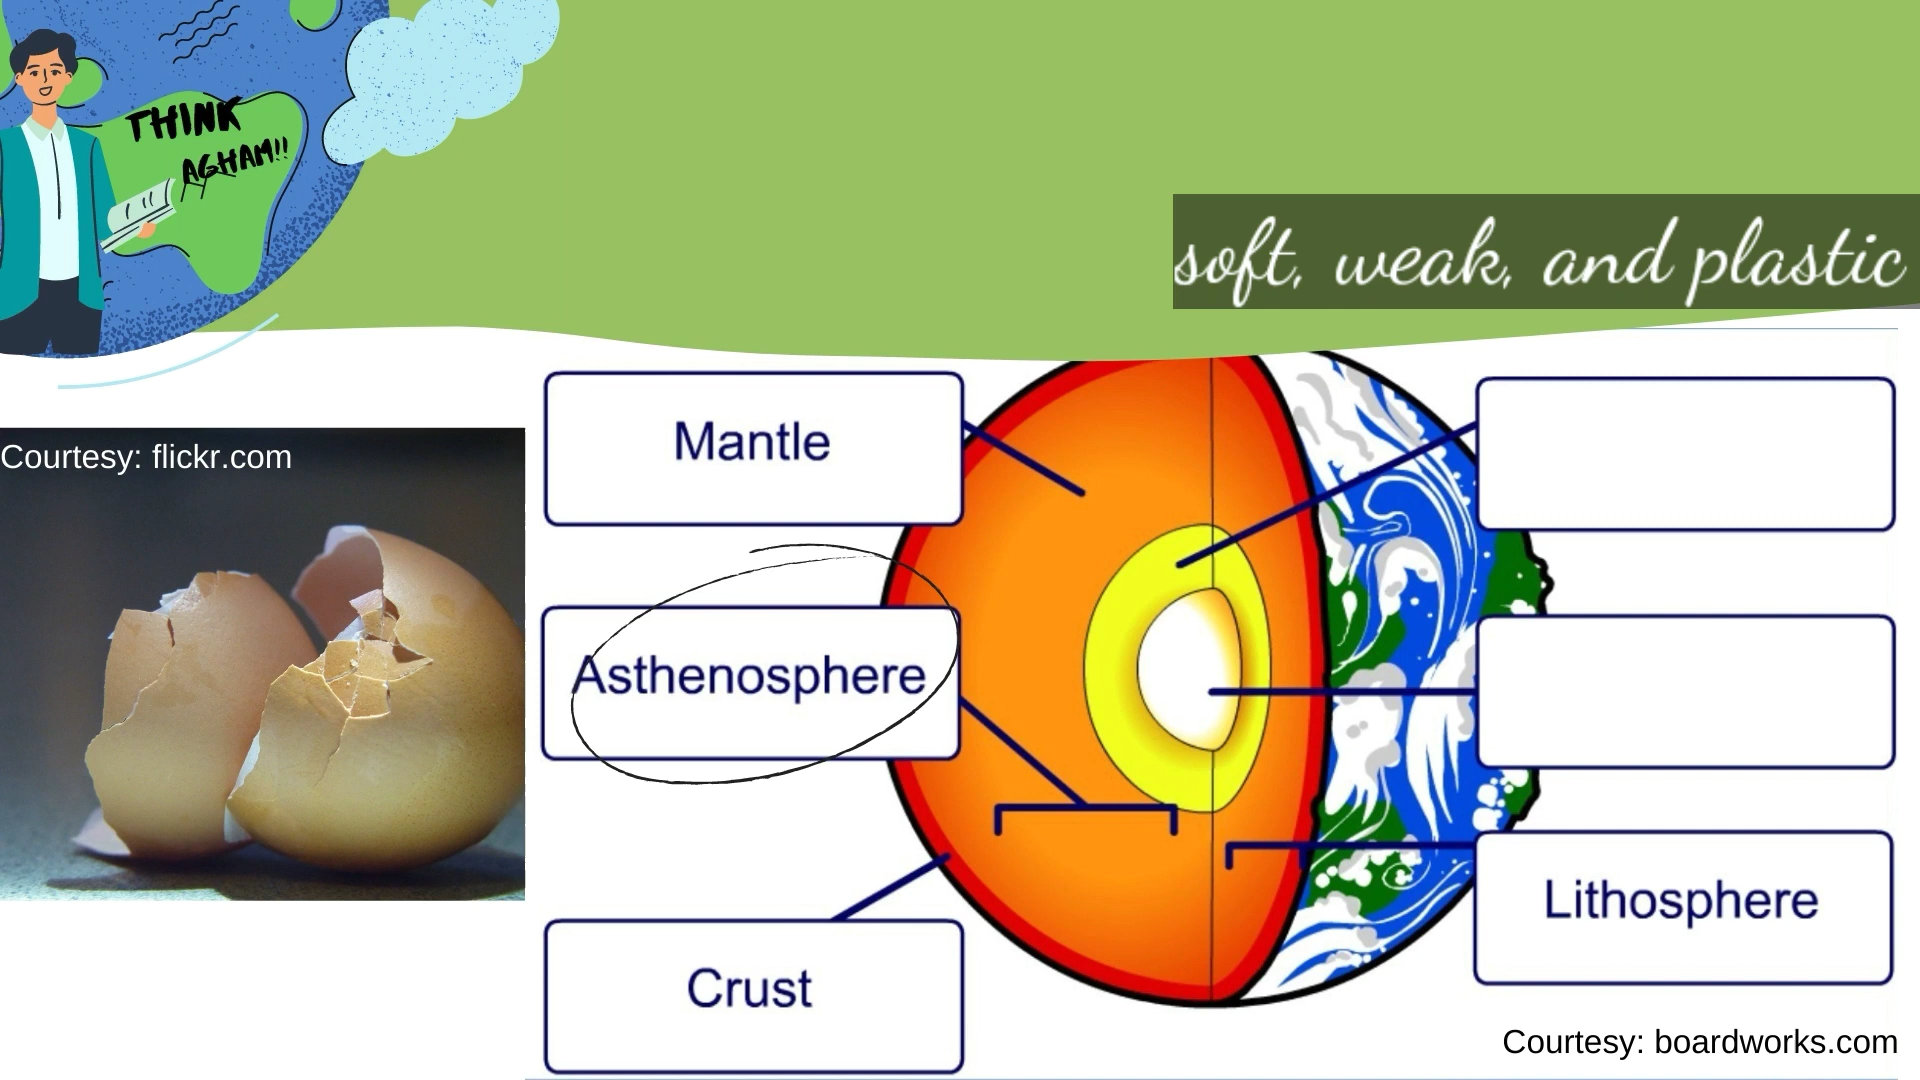 THINK
AGHAM!!
soft, weak, and plastic
Courtesy: flickr.com
Mantle
Asthenosphere
Crust
Lithosphere
Courtesy: boardworks.com